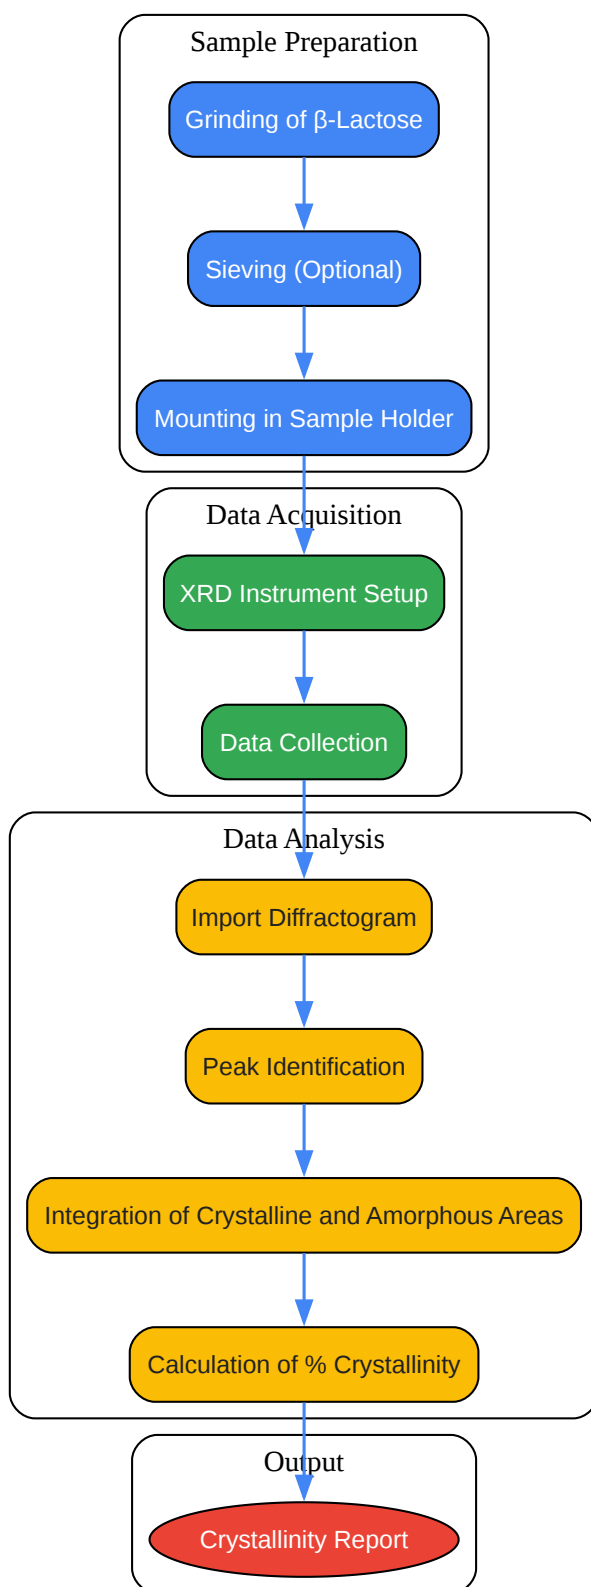 Sample Preparation
Grinding of β-Lactose
Sieving (Optional)
Mounting in Sample Holder
Data Acquisition
XRD Instrument Setup
Data Collection
Data Analysis
Import Diffractogram
Peak Identification
Integration of Crystalline and Amorphous Areas
Calculation of % Crystallinity
Output
Crystallinity Report